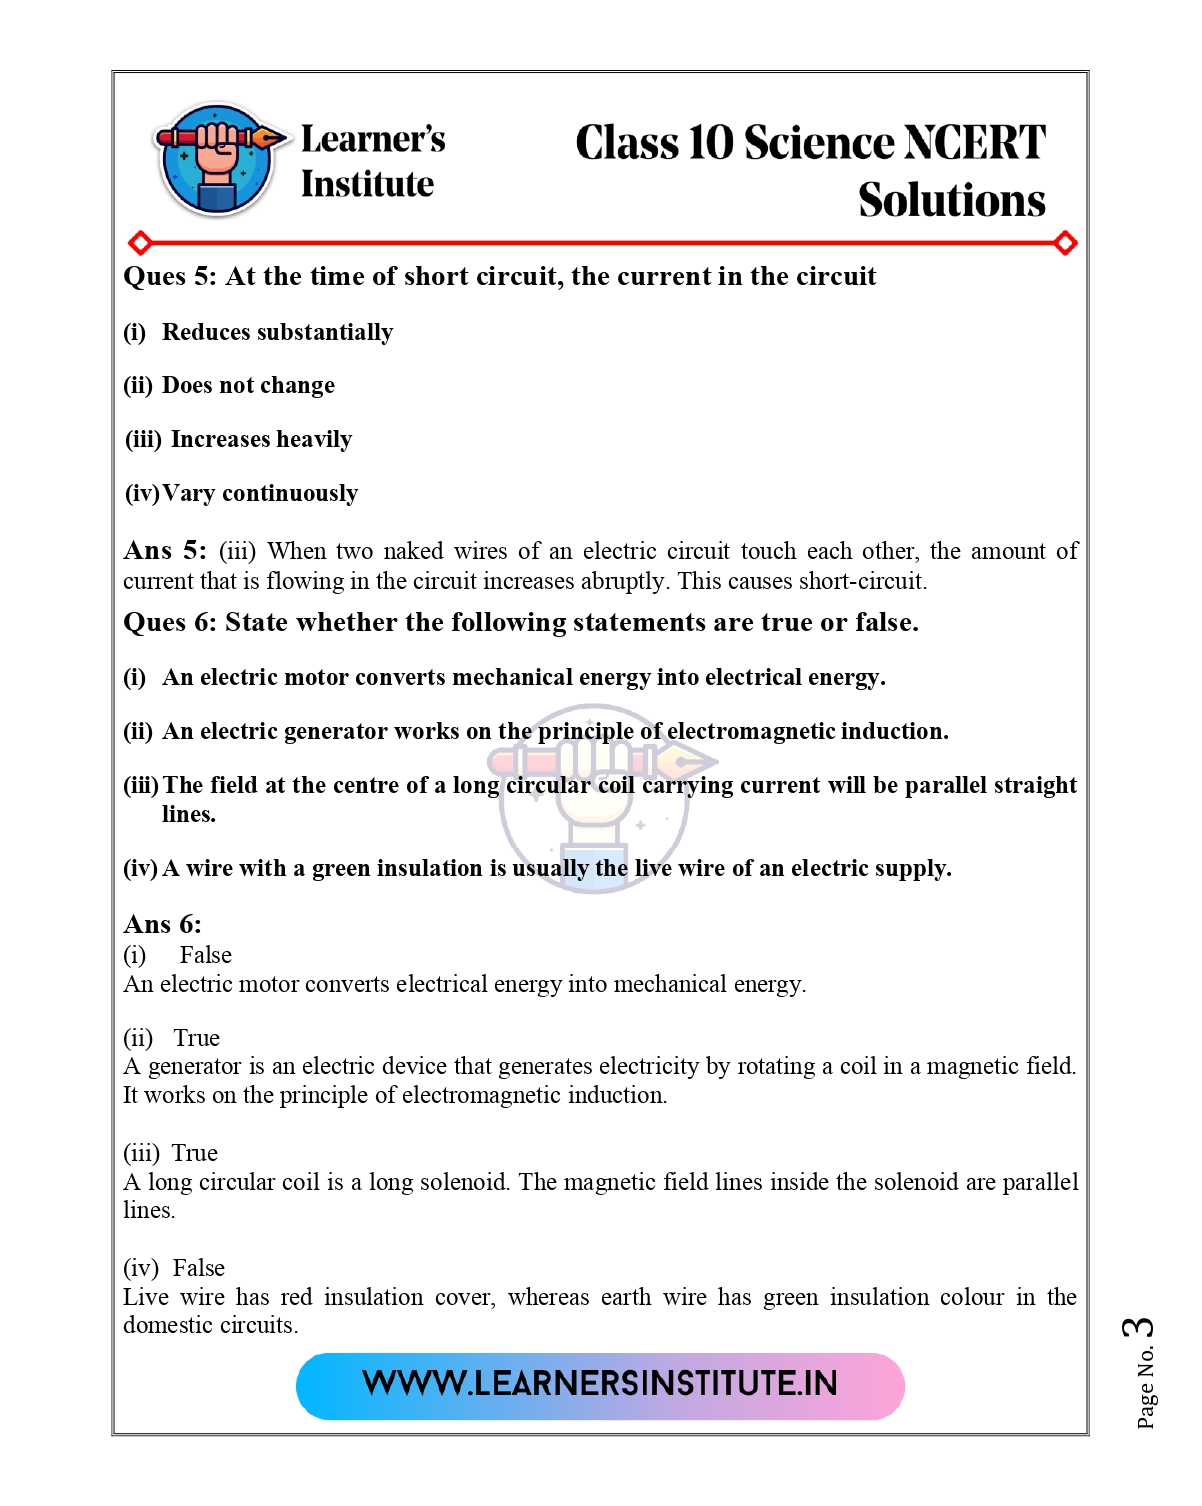 Learner's
Institute
Class 10 Science NCERT
Solutions
Ques 5: At the time of short circuit, the current in the circuit
(i) Reduces substantially
(ii) Does not change
(iii) Increases heavily
(iv) Vary continuously
Ans 5: (iii) When two naked wires of an electric circuit touch each other, the amount of
current that is flowing in the circuit increases abruptly. This causes short-circuit.
Ques 6: State whether the following statements are true or false.
(i) An electric motor converts mechanical energy into electrical energy.
(ii) An electric generator works on the principle of electromagnetic induction.
(iii) The field at the centre of a long circular coil carrying current will be parallel straight
lines.
(iv) A wire with a green insulation is usually the live wire of an electric supply.
Ans 6:
(i) False
An electric motor converts electrical energy into mechanical energy.
(ii) True
A generator is an electric device that generates electricity by rotating a coil in a magnetic field.
It works on the principle of electromagnetic induction.
(iii) True
A long circular coil is a long solenoid. The magnetic field lines inside the solenoid are parallel
lines.
(iv) False
Live wire has red insulation cover, whereas earth wire has green insulation colour in the
domestic circuits.
WWW.LEARNERSINSTITUTE.IN
Page No. 3